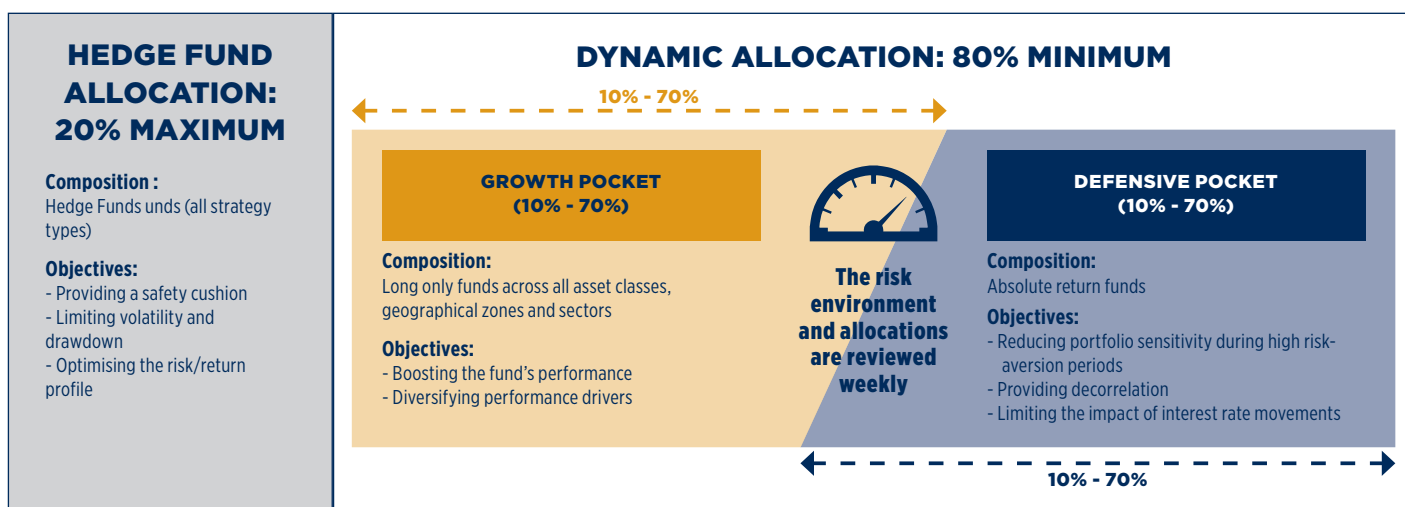 HEDGE FUND
ALLOCATION:
20% MAXIMUM
Composition :
Hedge Funds unds (all strategy
types)
Objectives:
- Providing a safety cushion
- Limiting volatility and
drawdown
- Optimising the risk/return
profile
DYNAMIC ALLOCATION: 80% MINIMUM
10% - 70%
GROWTH POCKET
(10% - 70%)
Composition:
Long only funds across all asset classes,
geographical zones and sectors
Objectives:
- Boosting the fund's performance
- Diversifying performance drivers
The risk
environment
and allocations
are reviewed
weekly
DEFENSIVE POCKET
(10% - 70%)
Composition:
Absolute return funds
Objectives:
- Reducing portfolio sensitivity during high risk-
aversion periods
- Providing decorrelation
- Limiting the impact of interest rate movements
10% - 70%